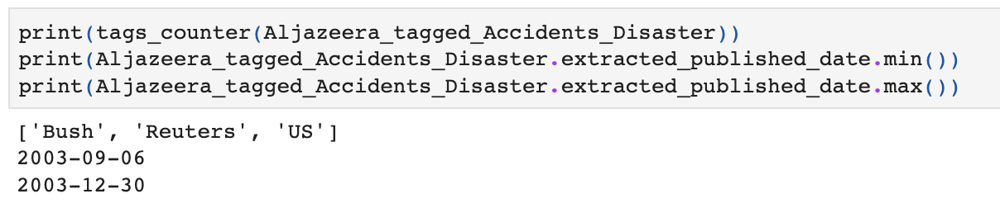 print(tags_counter(Aljazeera_tagged_Accidents_Disaster))
print(Aljazeera_tagged_Accidents_Disaster.extracted_published_date.min())
print(Aljazeera_tagged_Accidents_Disaster.extracted_published_date.max())
['Bush', 'Reuters', 'US']
2003-09-06
2003-12-30